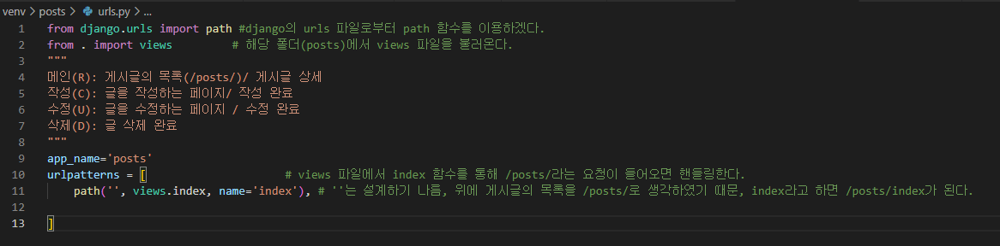 venv > posts > urls.py > ...
1 from django.urls import path #django의 urls 파일로부터 path 함수를 이용하겠다.
2 from . import views # 해당 폴더(posts)에서 views 파일을 불러온다.
3 """
4 메인(R): 게시글의 목록(/posts/)/ 게시글 상세
5 작성(C): 글을 작성하는 페이지/ 작성 완료
6 수정(U): 글을 수정하는 페이지 / 수정 완료
7 삭제(D): 글 삭제 완료
8 """
9 app_name='posts'
10 urlpatterns = [ # views 파일에서 index 함수를 통해 /posts/라는 요청이 들어오면 핸들링한다.
11 path('', views.index, name='index'), # ''는 설계하기 나름, 위에 게시글의 목록을 /posts/로 생각하였기 때문, index라고 하면 /posts/index가 된다.
12
13 ]